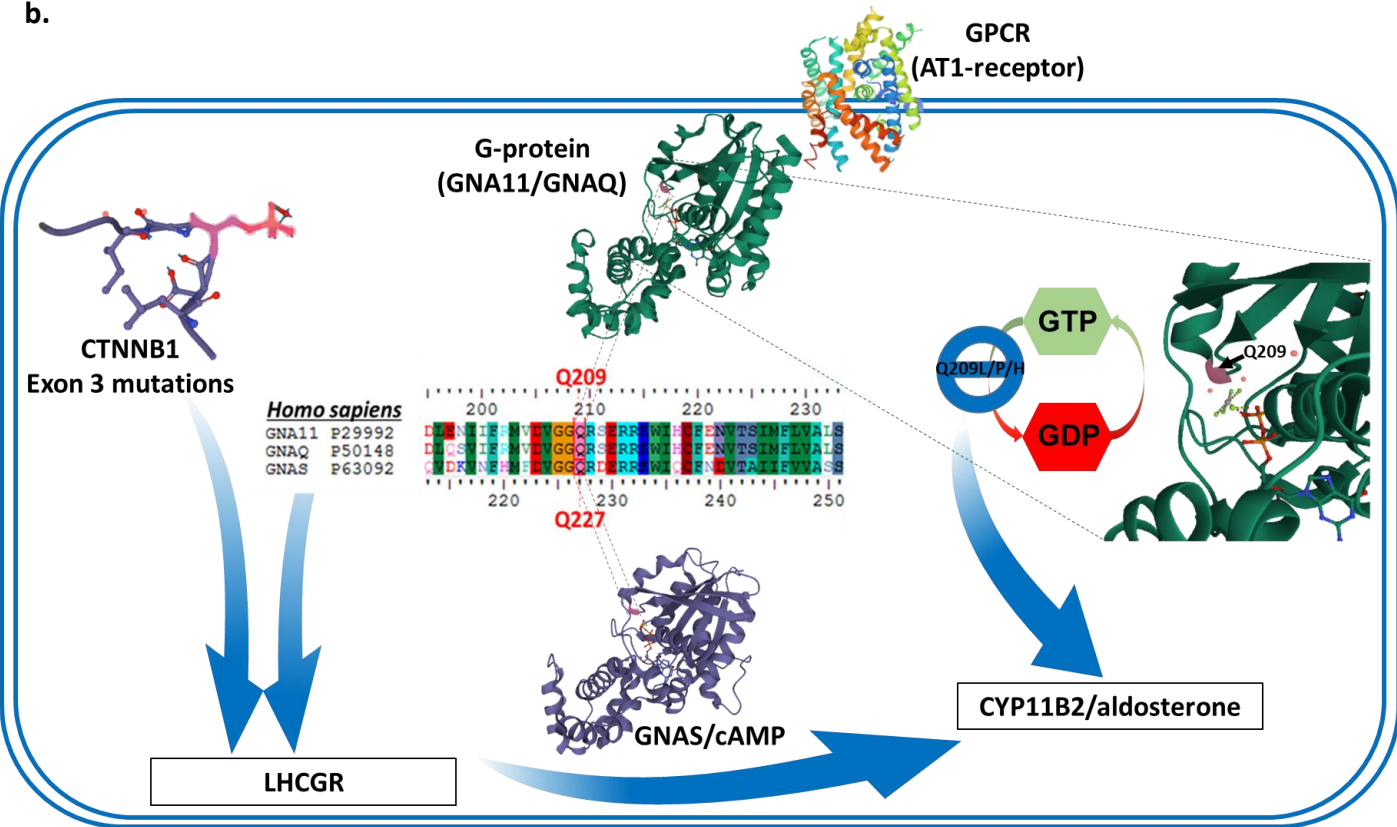 b.
GPCR
(AT1-receptor)
G-protein
(GNA11/GNAQ)
CTNNB1
Exon 3 mutations
GTP
Q209L/P/H
GDP
Q209
Q209
200 210 220 230
Homo sapiens
GNA11 P29992
GNAQ P50148
GNAS P63092
220 230 240 250
Q227
GNAS/cAMP
CYP11B2/aldosterone
LHCGR